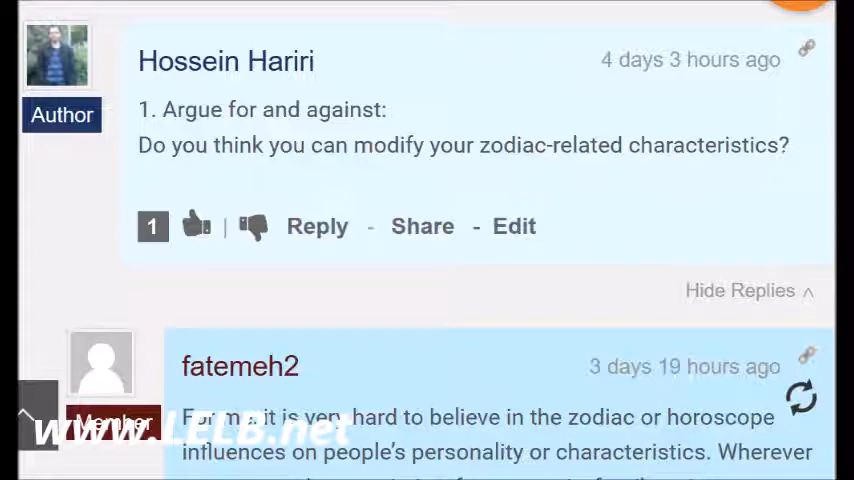 Hossein Hariri
4 days 3 hours ago
Author
1. Argue for and against:
Do you think you can modify your zodiac-related characteristics?
1 | Reply - Share - Edit
Hide Replies
fatemeh2
3 days 19 hours ago
Member
For me it is very hard to believe in the zodiac or horoscope
www.LELB.net
influences on people's personality or characteristics. Wherever